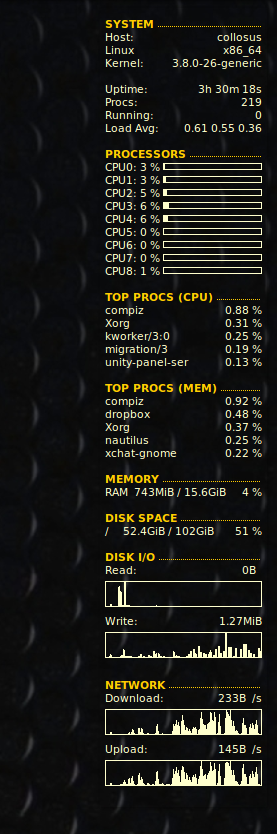 SYSTEM
Host: collosus
Linux x86_64
Kernel: 3.8.0-26-generic
Uptime: 3h 30m 18s
Procs: 219
Running: 0
Load Avg: 0.61 0.55 0.36
PROCESSORS
CPU0: 3 %
CPU1: 3 %
CPU2: 5 %
CPU3: 6 %
CPU4: 6 %
CPU5: 0 %
CPU6: 0 %
CPU7: 0 %
CPU8: 1 %
TOP PROCS (CPU)
compiz 0.88 %
Xorg 0.31 %
kworker/3:0 0.25 %
migration/3 0.19 %
unity-panel-ser 0.13 %
TOP PROCS (MEM)
compiz 0.92 %
dropbox 0.48 %
Xorg 0.37 %
nautilus 0.25 %
xchat-gnome 0.22 %
MEMORY
RAM 743MiB / 15.6GiB 4 %
DISK SPACE
/ 52.4GiB / 102GiB 51 %
DISK I/O
Read: 0B
Write: 1.27MiB
NETWORK
Download: 233B /s
Upload: 145B /s